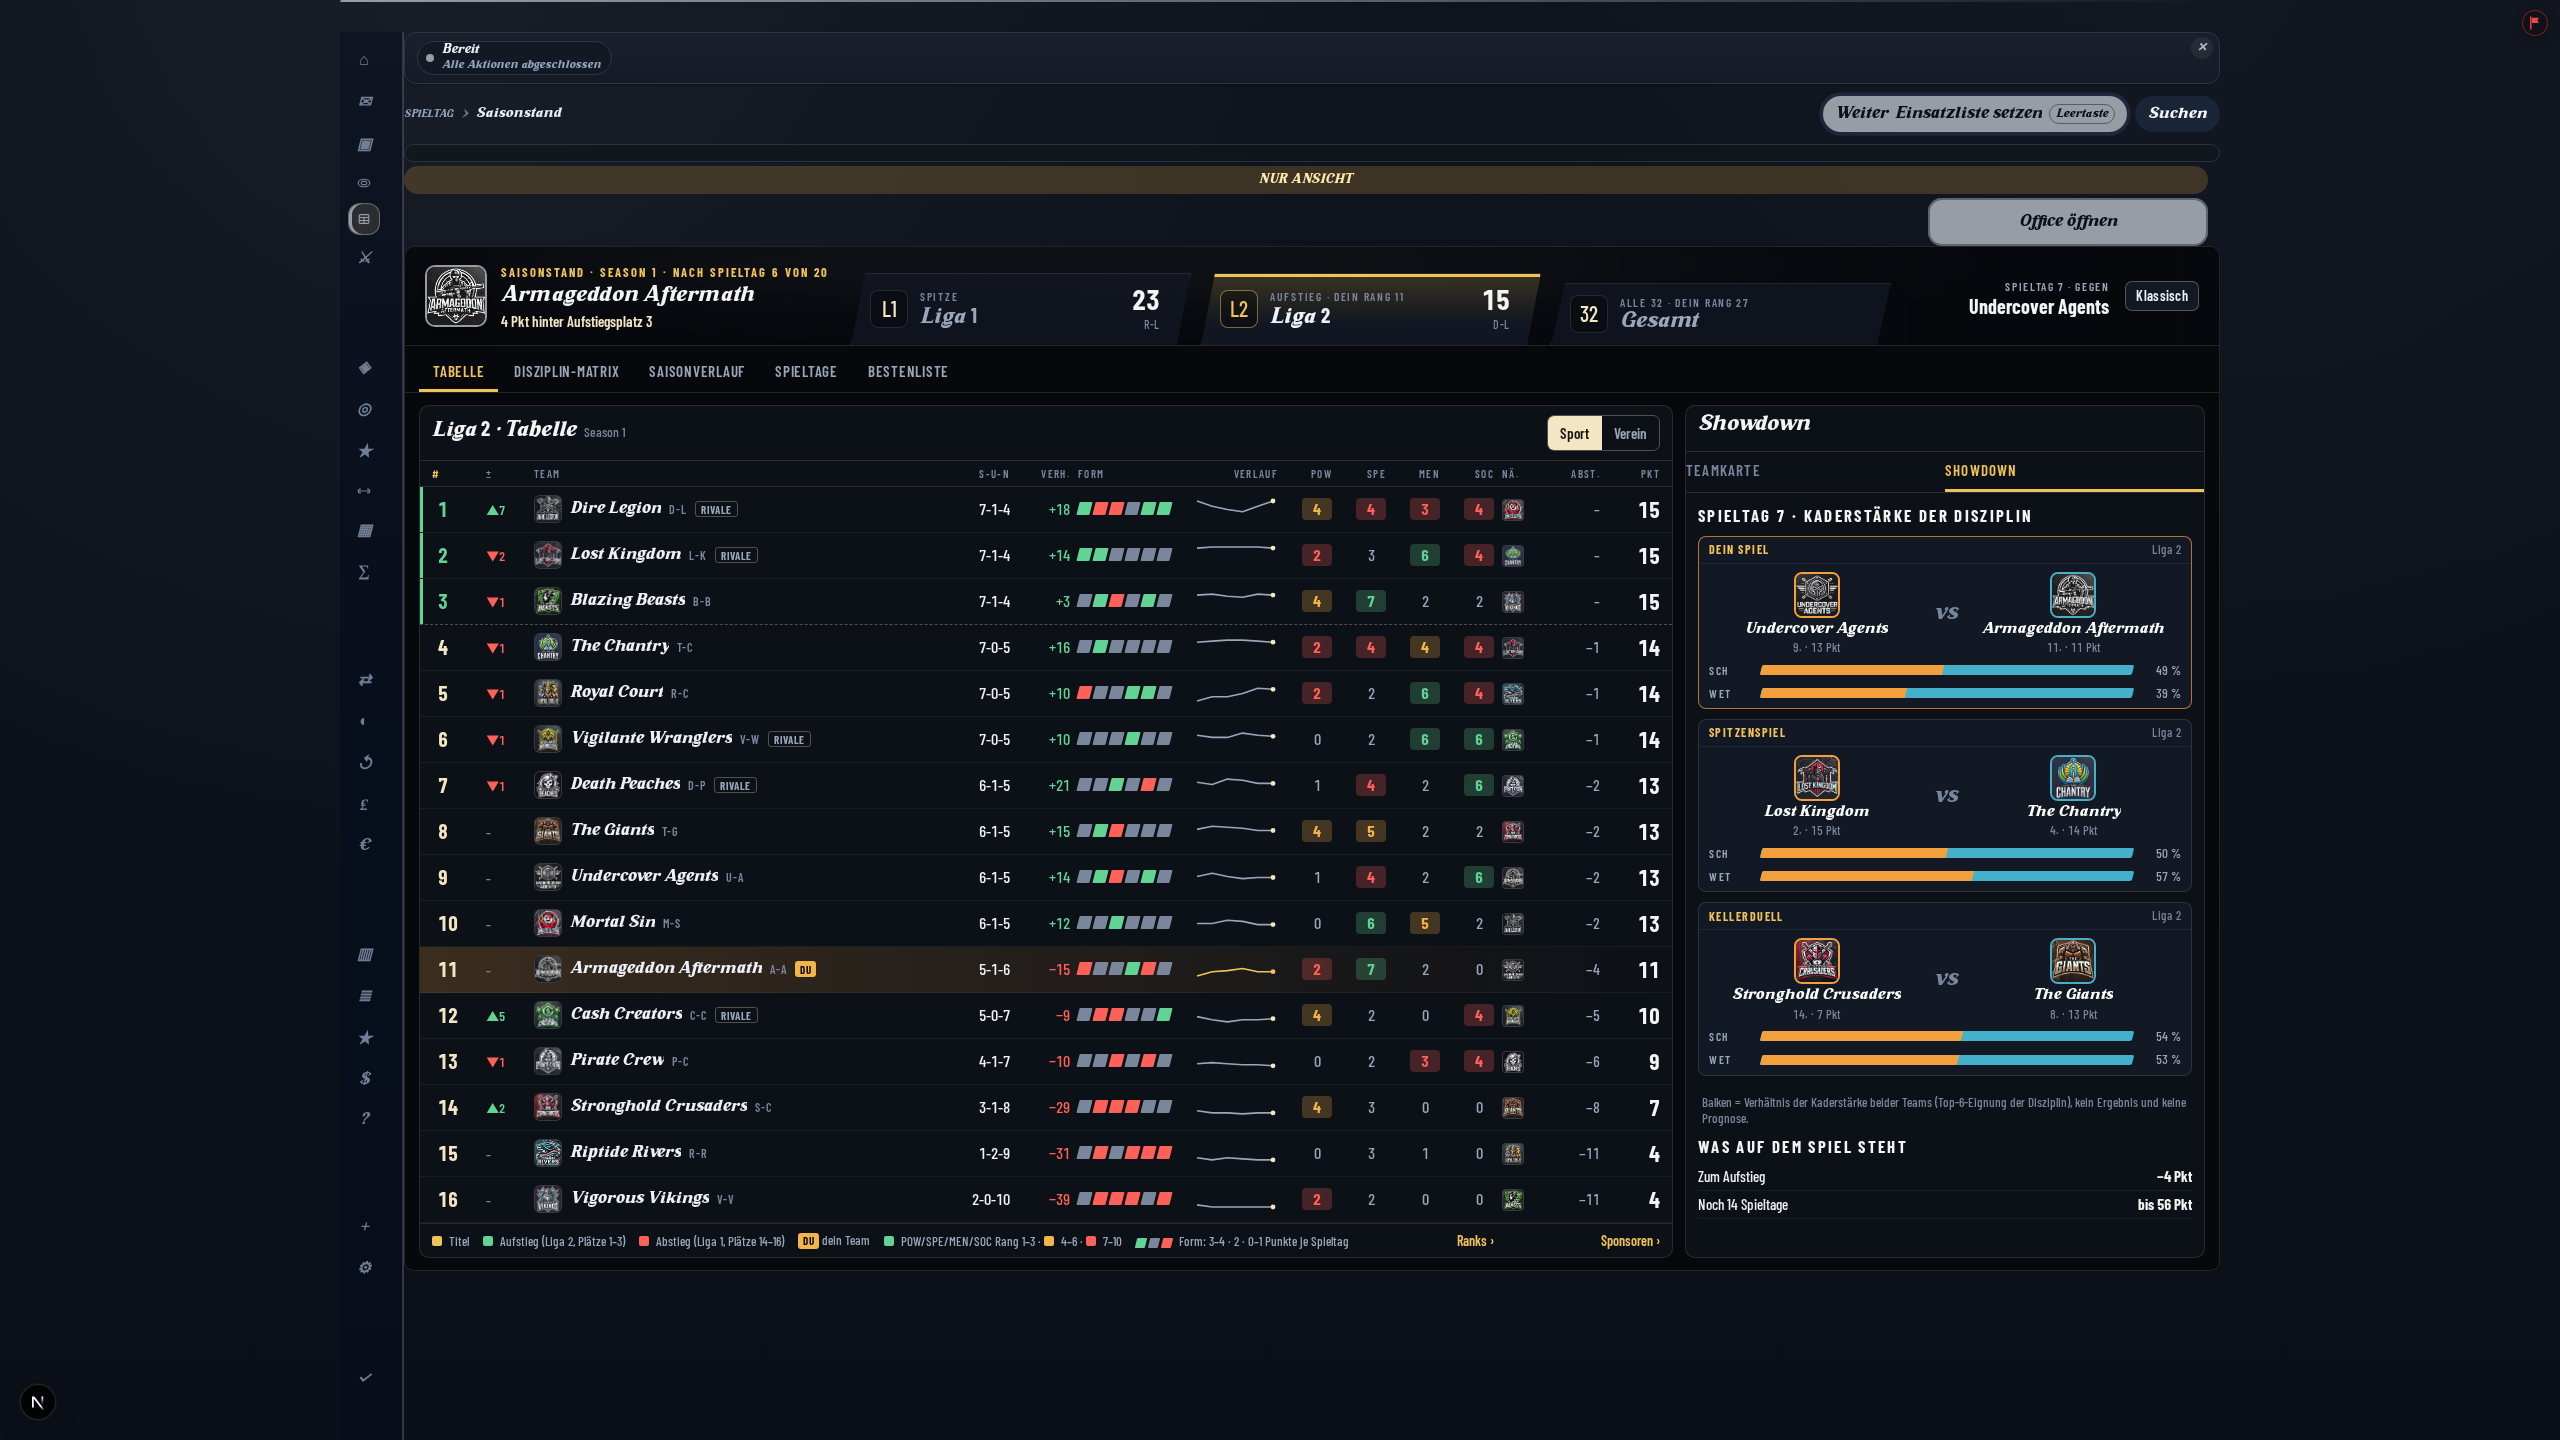 Bereit
Alle Aktionen abgeschlossen
SPIELTAG › Saisonstand
Weiter Einsatzliste setzen Leertaste Suchen
NUR ANSICHT
Office öffnen
SAISONSTAND · SEASON 1 · NACH SPIELTAG 6 VON 20
Armageddon Aftermath
4 Pkt hinter Aufstiegsplatz 3
L1 SPITZE Liga 1 23 R-L
L2 AUFSTIEG · DEIN RANG 11 Liga 2 15 D-L
32 ALLE 32 · DEIN RANG 27 Gesamt
SPIELTAG 7 · GEGEN
Undercover Agents
Klassisch
TABELLE DISZIPLIN-MATRIX SAISONVERLAUF SPIELTAGE BESTENLISTE
Liga 2 · Tabelle Season 1 Sport Verein
# ± TEAM S-U-N VERH. FORM VERLAUF POW SPE MEN SOC NÄ. ABST. PKT
1 ▲7 Dire Legion D-L RIVALE 7-1-4 +18 4 4 3 4 - 15
2 ▼2 Lost Kingdom L-K RIVALE 7-1-4 +14 2 3 6 4 - 15
3 ▼1 Blazing Beasts B-B 7-1-4 +3 4 7 2 2 - 15
4 ▼1 The Chantry T-C 7-0-5 +16 2 4 4 4 −1 14
5 ▼1 Royal Court R-C 7-0-5 +10 2 2 6 4 −1 14
6 ▼1 Vigilante Wranglers V-W RIVALE 7-0-5 +10 0 2 6 6 −1 14
7 ▼1 Death Peaches D-P RIVALE 6-1-5 +21 1 4 2 6 −2 13
8 - The Giants T-G 6-1-5 +15 4 5 2 2 −2 13
9 - Undercover Agents U-A 6-1-5 +14 1 4 2 6 −2 13
10 - Mortal Sin M-S 6-1-5 +12 0 6 5 2 −2 13
11 - Armageddon Aftermath A-A DU 5-1-6 −15 2 7 2 0 −4 11
12 ▲5 Cash Creators C-C RIVALE 5-0-7 −9 4 2 0 4 −5 10
13 ▼1 Pirate Crew P-C 4-1-7 −10 0 2 3 4 −6 9
14 ▲2 Stronghold Crusaders S-C 3-1-8 −29 4 3 0 0 −8 7
15 - Riptide Rivers R-R 1-2-9 −31 0 3 1 0 −11 4
16 - Vigorous Vikings V-V 2-0-10 −39 2 2 0 0 −11 4
Titel Aufstieg (Liga 2, Plätze 1-3) Abstieg (Liga 1, Plätze 14-16) DU dein Team POW/SPE/MEN/SOC Rang 1-3 · 4-6 · 7-10 Form: 3-4 · 2 · 0-1 Punkte je Spieltag Ranks › Sponsoren ›
Showdown
TEAMKARTE SHOWDOWN
SPIELTAG 7 · KADERSTÄRKE DER DISZIPLIN
DEIN SPIEL Liga 2
Undercover Agents vs Armageddon Aftermath
9. · 13 Pkt 11. · 11 Pkt
SCH 49 %
WET 39 %
SPITZENSPIEL Liga 2
Lost Kingdom vs The Chantry
2. · 15 Pkt 4. · 14 Pkt
SCH 50 %
WET 57 %
KELLERDUELL Liga 2
Stronghold Crusaders vs The Giants
14. · 7 Pkt 8. · 13 Pkt
SCH 54 %
WET 53 %
Balken = Verhältnis der Kaderstärke beider Teams (Top-6-Eignung der Disziplin), kein Ergebnis und keine
Prognose.
WAS AUF DEM SPIEL STEHT
Zum Aufstieg −4 Pkt
Noch 14 Spieltage bis 56 Pkt